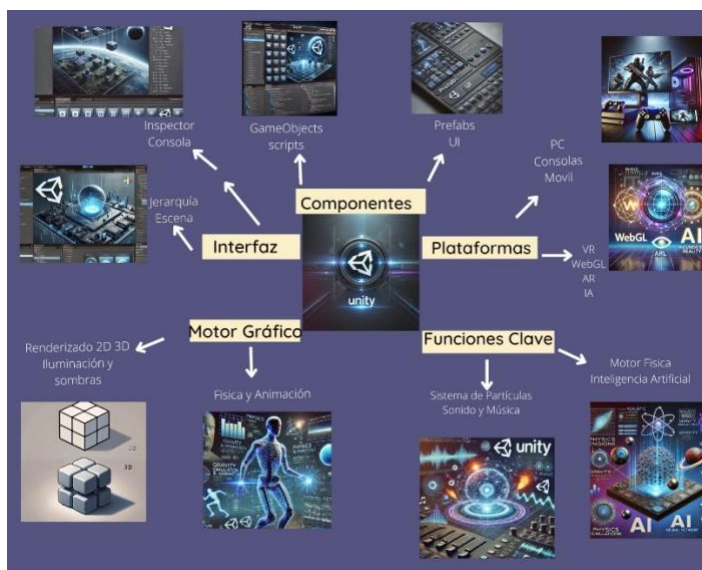 Inspector
Consola
GameObjects
scripts
Prefabs
UI
PC
Consolas
Movil
Jerarquía
Escena
Componentes
Interfaz
Plataformas
unity
VR
WebGL
AR
IA
WebGL
AI
Motor Gráfico
Funciones Clave
Renderizado 2D 3D
Iluminación y
sombras
Física y Animación
Sistema de Partículas
Sonido y Música
Motor Fisica
Inteligencia Artificial
3D
unity
AI
AI